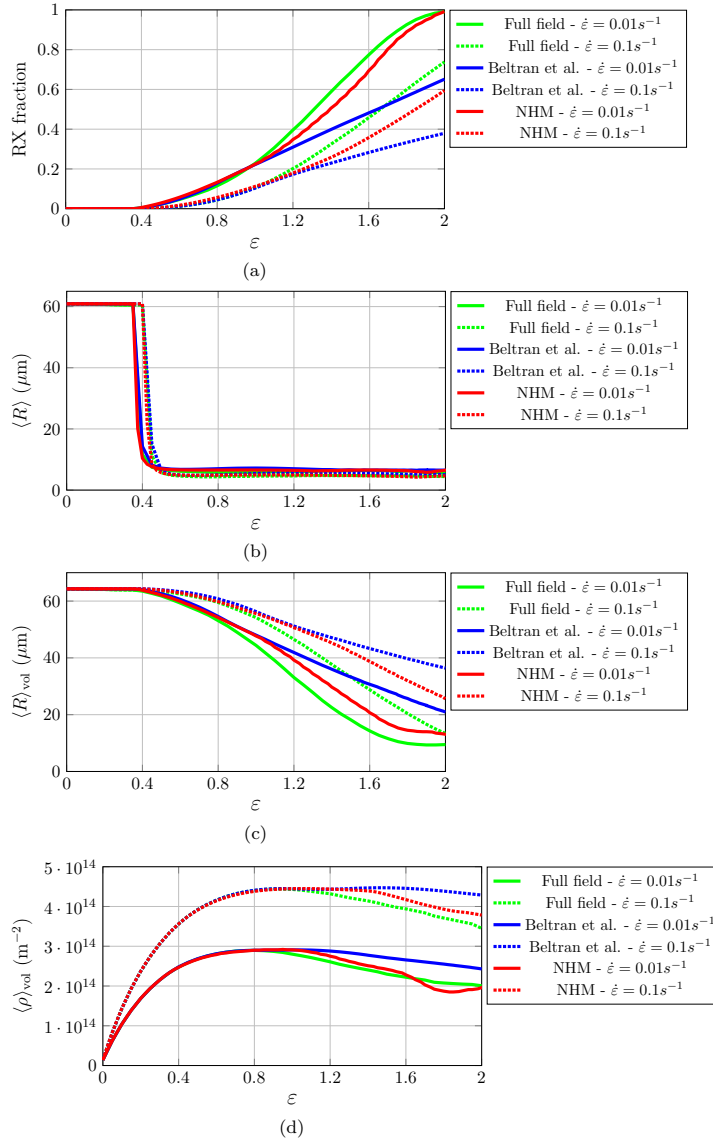 1
0.8
0.6
0.4
0.2
0
RX fraction
0 0.4 0.8 1.2 1.6 2
ε
Full field - ε̇ = 0.01s⁻¹
Full field - ε̇ = 0.1s⁻¹
Beltran et al. - ε̇ = 0.01s⁻¹
Beltran et al. - ε̇ = 0.1s⁻¹
NHM - ε̇ = 0.01s⁻¹
NHM - ε̇ = 0.1s⁻¹
(a)
60
40
20
0
⟨R⟩ (μm)
0 0.4 0.8 1.2 1.6 2
ε
Full field - ε̇ = 0.01s⁻¹
Full field - ε̇ = 0.1s⁻¹
Beltran et al. - ε̇ = 0.01s⁻¹
Beltran et al. - ε̇ = 0.1s⁻¹
NHM - ε̇ = 0.01s⁻¹
NHM - ε̇ = 0.1s⁻¹
(b)
60
40
20
0
⟨R⟩vol (μm)
0 0.4 0.8 1.2 1.6 2
ε
Full field - ε̇ = 0.01s⁻¹
Full field - ε̇ = 0.1s⁻¹
Beltran et al. - ε̇ = 0.01s⁻¹
Beltran et al. - ε̇ = 0.1s⁻¹
NHM - ε̇ = 0.01s⁻¹
NHM - ε̇ = 0.1s⁻¹
(c)
5 · 10¹⁴
4 · 10¹⁴
3 · 10¹⁴
2 · 10¹⁴
1 · 10¹⁴
0
⟨ρ⟩vol (m⁻²)
0 0.4 0.8 1.2 1.6 2
ε
Full field - ε̇ = 0.01s⁻¹
Full field - ε̇ = 0.1s⁻¹
Beltran et al. - ε̇ = 0.01s⁻¹
Beltran et al. - ε̇ = 0.1s⁻¹
NHM - ε̇ = 0.01s⁻¹
NHM - ε̇ = 0.1s⁻¹
(d)